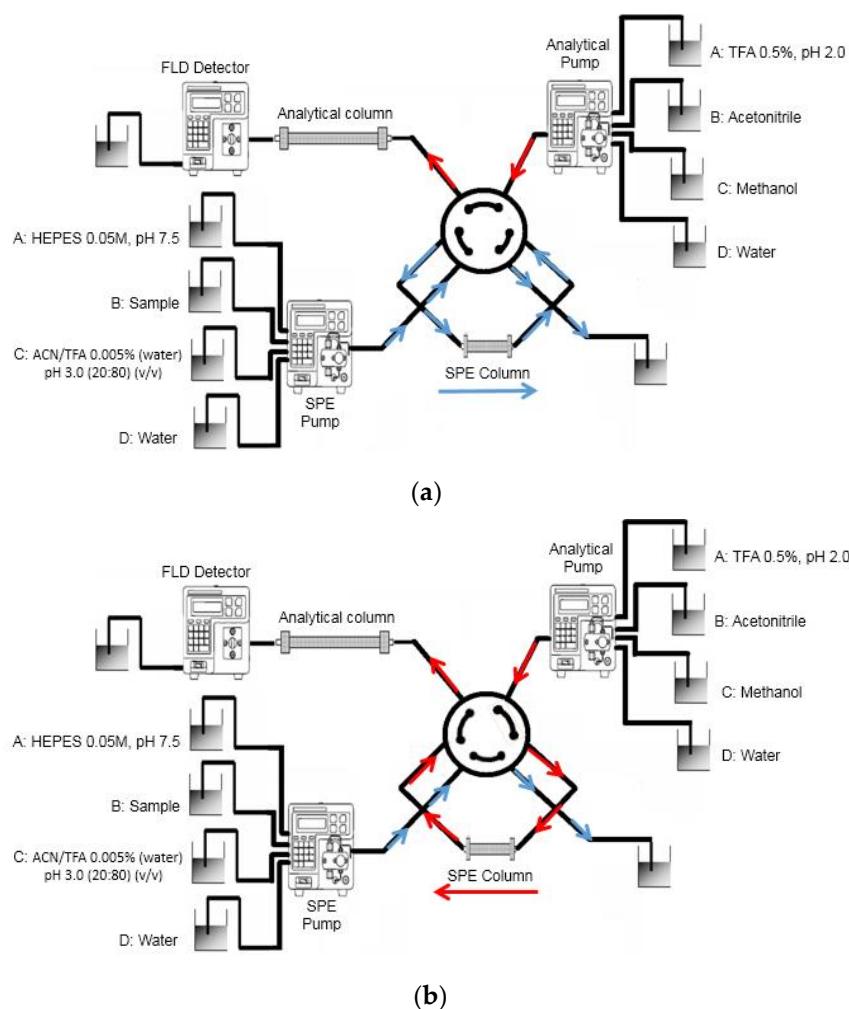 FLD Detector
Analytical column
Analytical
Pump
A: TFA 0.5%, pH 2.0
B: Acetonitrile
C: Methanol
D: Water
A: HEPES 0.05M, pH 7.5
B: Sample
C: ACN/TFA 0.005% (water)
pH 3.0 (20:80) (v/v)
D: Water
SPE
Pump
SPE Column
(a)
FLD Detector
Analytical column
Analytical
Pump
A: TFA 0.5%, pH 2.0
B: Acetonitrile
C: Methanol
D: Water
A: HEPES 0.05M, pH 7.5
B: Sample
C: ACN/TFA 0.005% (water)
pH 3.0 (20:80) (v/v)
D: Water
SPE
Pump
SPE Column
(b)